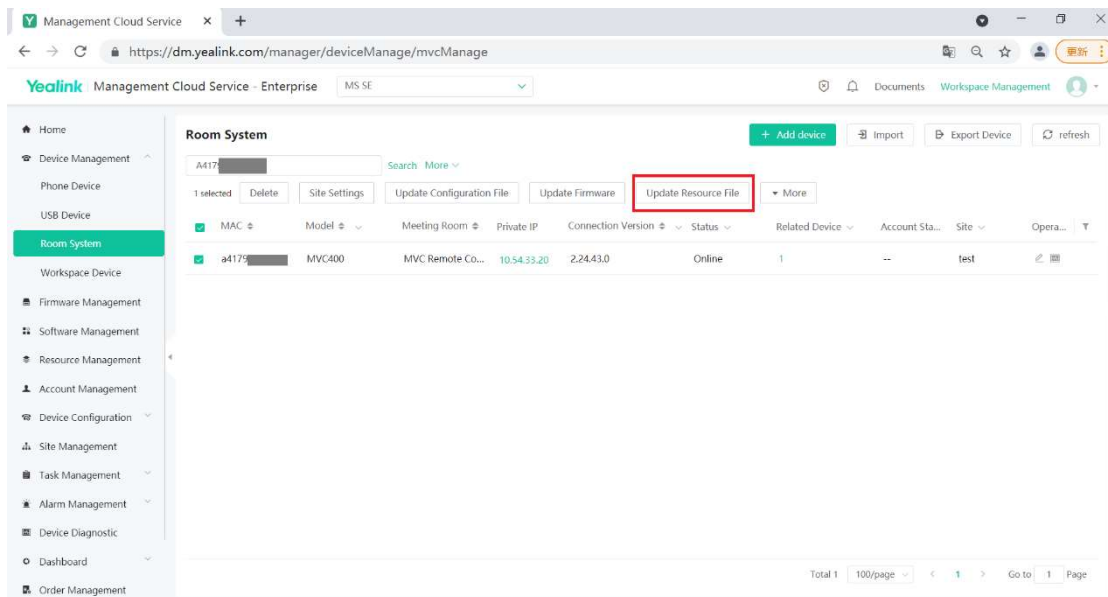 Management Cloud Service
https://dm.yealink.com/manager/deviceManage/mvcManage
更新
Yealink Management Cloud Service - Enterprise MS SE Documents Workspace Management
Home
Device Management
Phone Device
USB Device
Room System
Workspace Device
Firmware Management
Software Management
Resource Management
Account Management
Device Configuration
Site Management
Task Management
Alarm Management
Device Diagnostic
Dashboard
Order Management
Room System + Add device Import Export Device refresh
A417 Search More
1 selected Delete Site Settings Update Configuration File Update Firmware Update Resource File More
MAC Model Meeting Room Private IP Connection Version Status Related Device Account Sta... Site Opera...
a4179 MVC400 MVC Remote Co... 10.54.33.20 2.24.43.0 Online 1 -- test
Total 1 100/page < 1 > Go to 1 Page